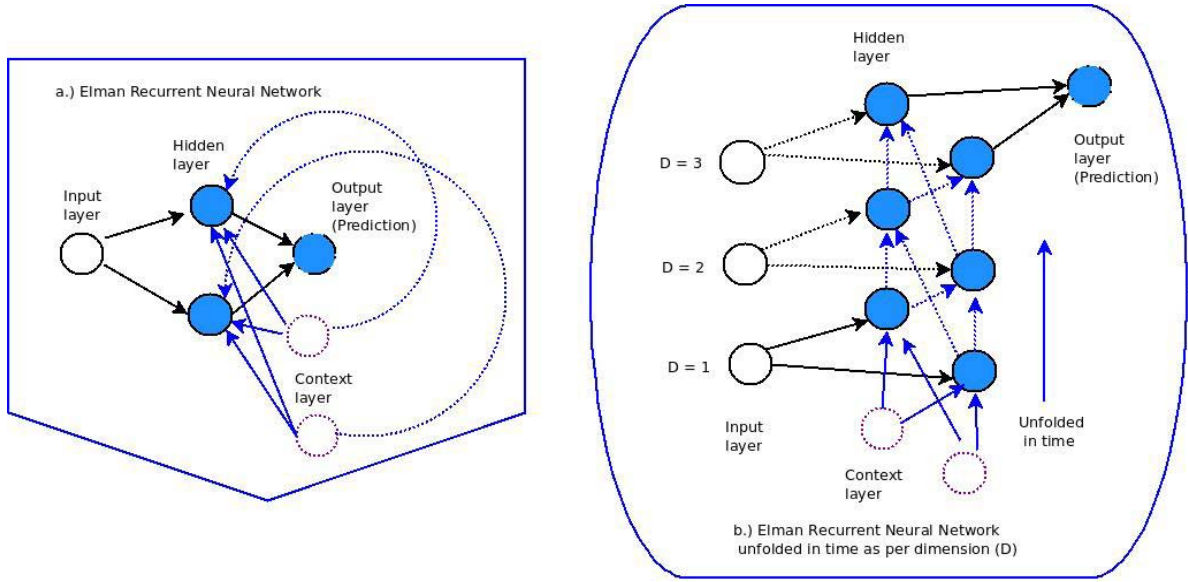 a.) Elman Recurrent Neural Network
Hidden
layer
Input
layer
Output
layer
(Prediction)
Context
layer
Hidden
layer
D = 3
Output
layer
(Prediction)
D = 2
D = 1
Input
layer
Unfolded
in time
Context
layer
b.) Elman Recurrent Neural Network
unfolded in time as per dimension (D)